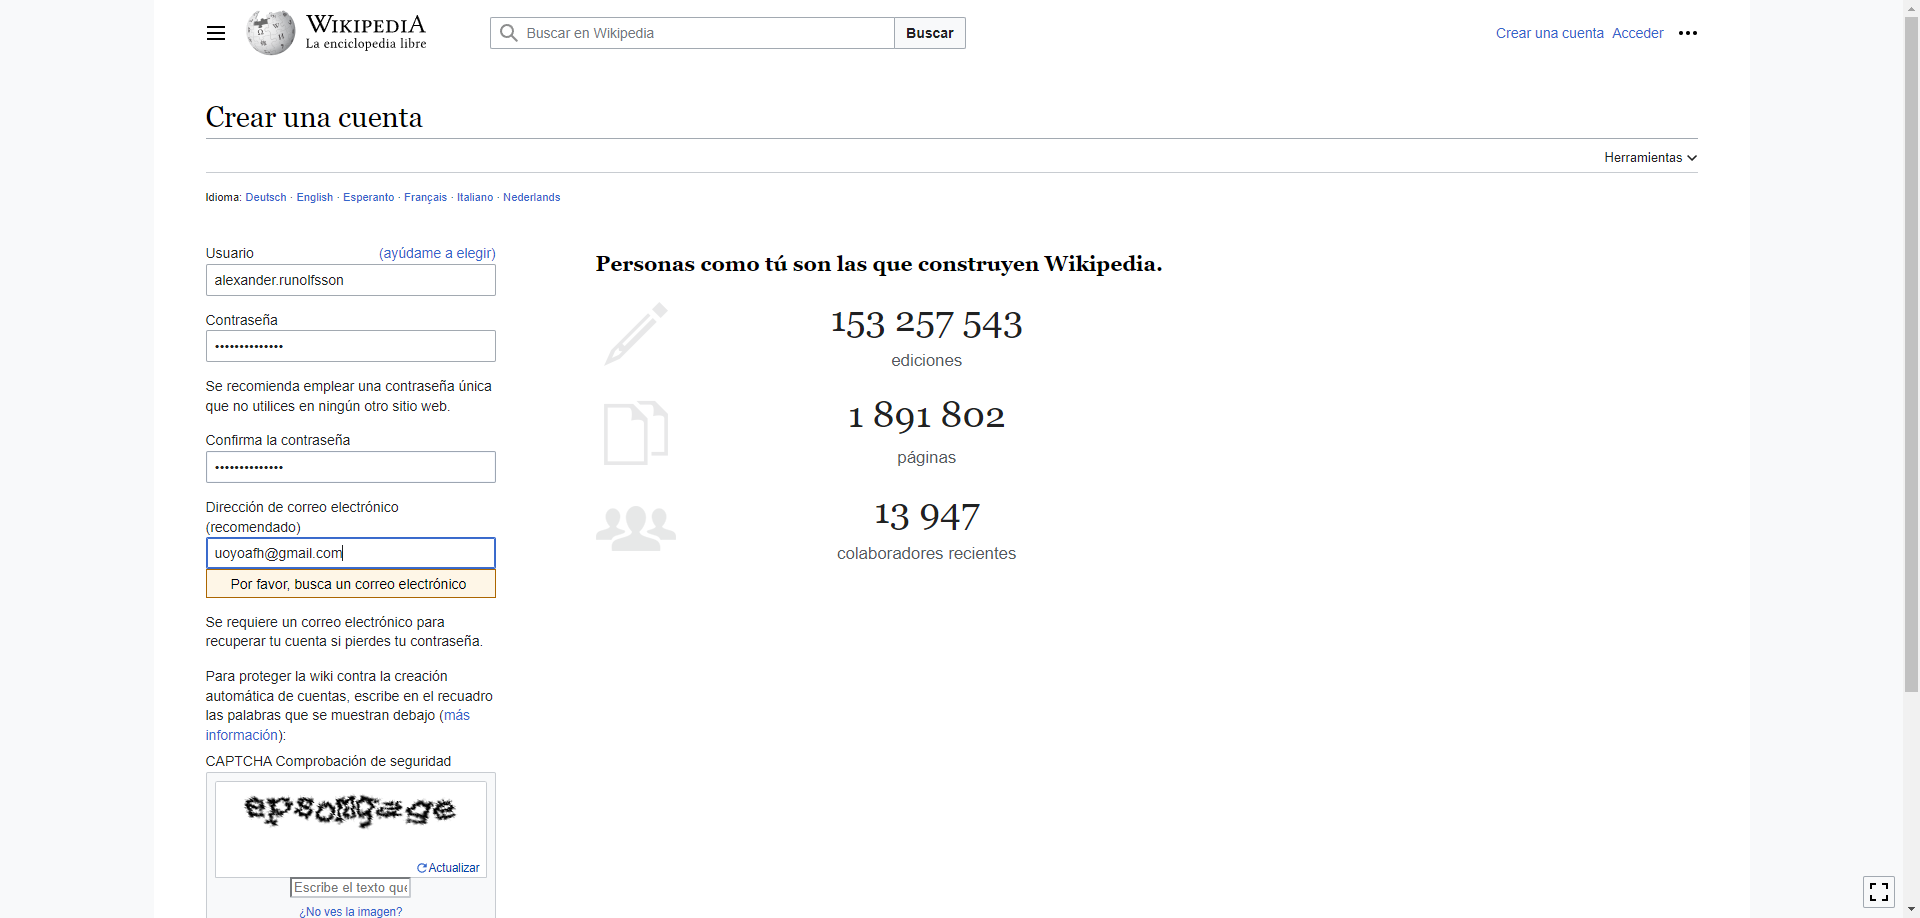 WIKIPEDIA
La enciclopedia libre
Buscar en Wikipedia
Buscar
Crear una cuenta
Acceder
Crear una cuenta
Herramientas
Idioma: Deutsch · English · Esperanto · Français · Italiano · Nederlands
Usuario
(ayúdame a elegir)
alexander.runolfsson
Contraseña
••••••••••••••
Se recomienda emplear una contraseña única
que no utilices en ningún otro sitio web.
Confirma la contraseña
••••••••••••••
Dirección de correo electrónico
(recomendado)
uoyoafh@gmail.com
Por favor, busca un correo electrónico
Se requiere un correo electrónico para
recuperar tu cuenta si pierdes tu contraseña.
Para proteger la wiki contra la creación
automática de cuentas, escribe en el recuadro
las palabras que se muestran debajo (más
información):
CAPTCHA Comprobación de seguridad
Actualizar
Escribe el texto que
¿No ves la imagen?
Personas como tú son las que construyen Wikipedia.
153 257 543
ediciones
1 891 802
páginas
13 947
colaboradores recientes